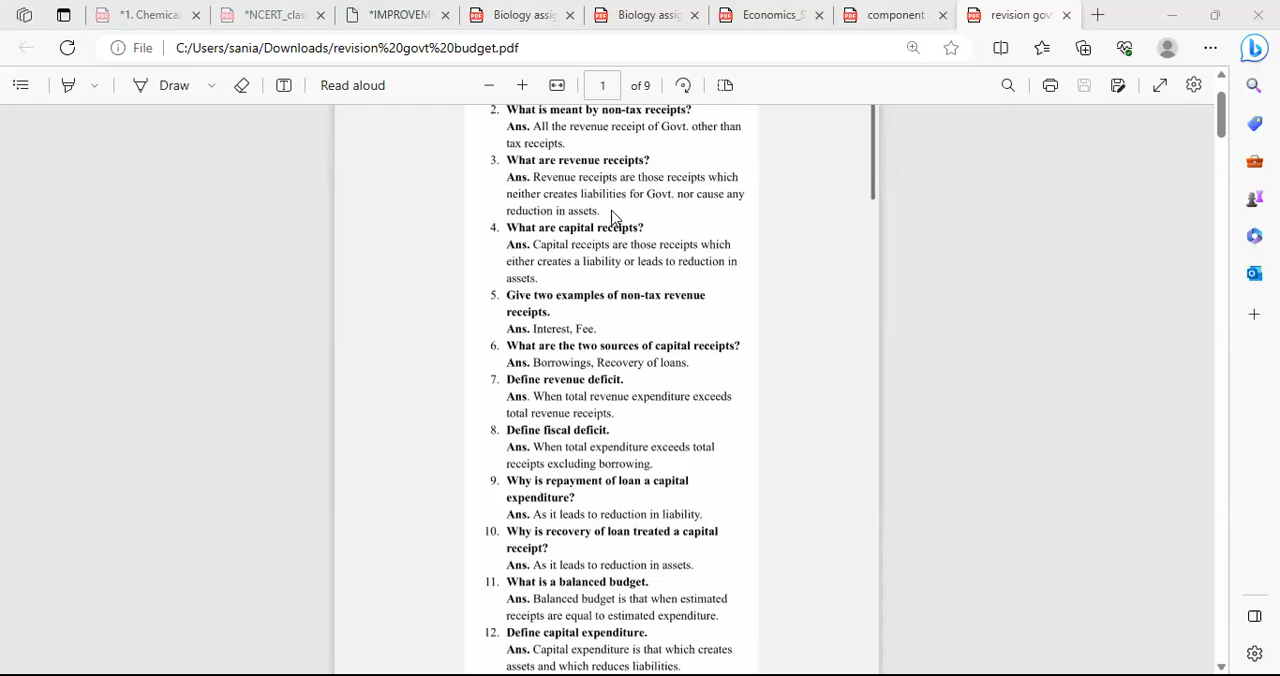 *1. Chemica
*NCERT_clas
*IMPROVEM
Biology assig
Biology assig
Economics_S
component
revision gov
File
C:/Users/sania/Downloads/revision%20govt%20budget.pdf
Draw
Read aloud
1
of 9
2. What is meant by non-tax receipts?
Ans. All the revenue receipt of Govt. other than
tax receipts.
3. What are revenue receipts?
Ans. Revenue receipts are those receipts which
neither creates liabilities for Govt. nor cause any
reduction in assets.
4. What are capital receipts?
Ans. Capital receipts are those receipts which
either creates a liability or leads to reduction in
assets.
5. Give two examples of non-tax revenue
receipts.
Ans. Interest, Fee.
6. What are the two sources of capital receipts?
Ans. Borrowings, Recovery of loans.
7. Define revenue deficit.
Ans. When total revenue expenditure exceeds
total revenue receipts.
8. Define fiscal deficit.
Ans. When total expenditure exceeds total
receipts excluding borrowing.
9. Why is repayment of loan a capital
expenditure?
Ans. As it leads to reduction in liability.
10. Why is recovery of loan treated a capital
receipt?
Ans. As it leads to reduction in assets.
11. What is a balanced budget.
Ans. Balanced budget is that when estimated
receipts are equal to estimated expenditure.
12. Define capital expenditure.
Ans. Capital expenditure is that which creates
assets and which reduces liabilities.